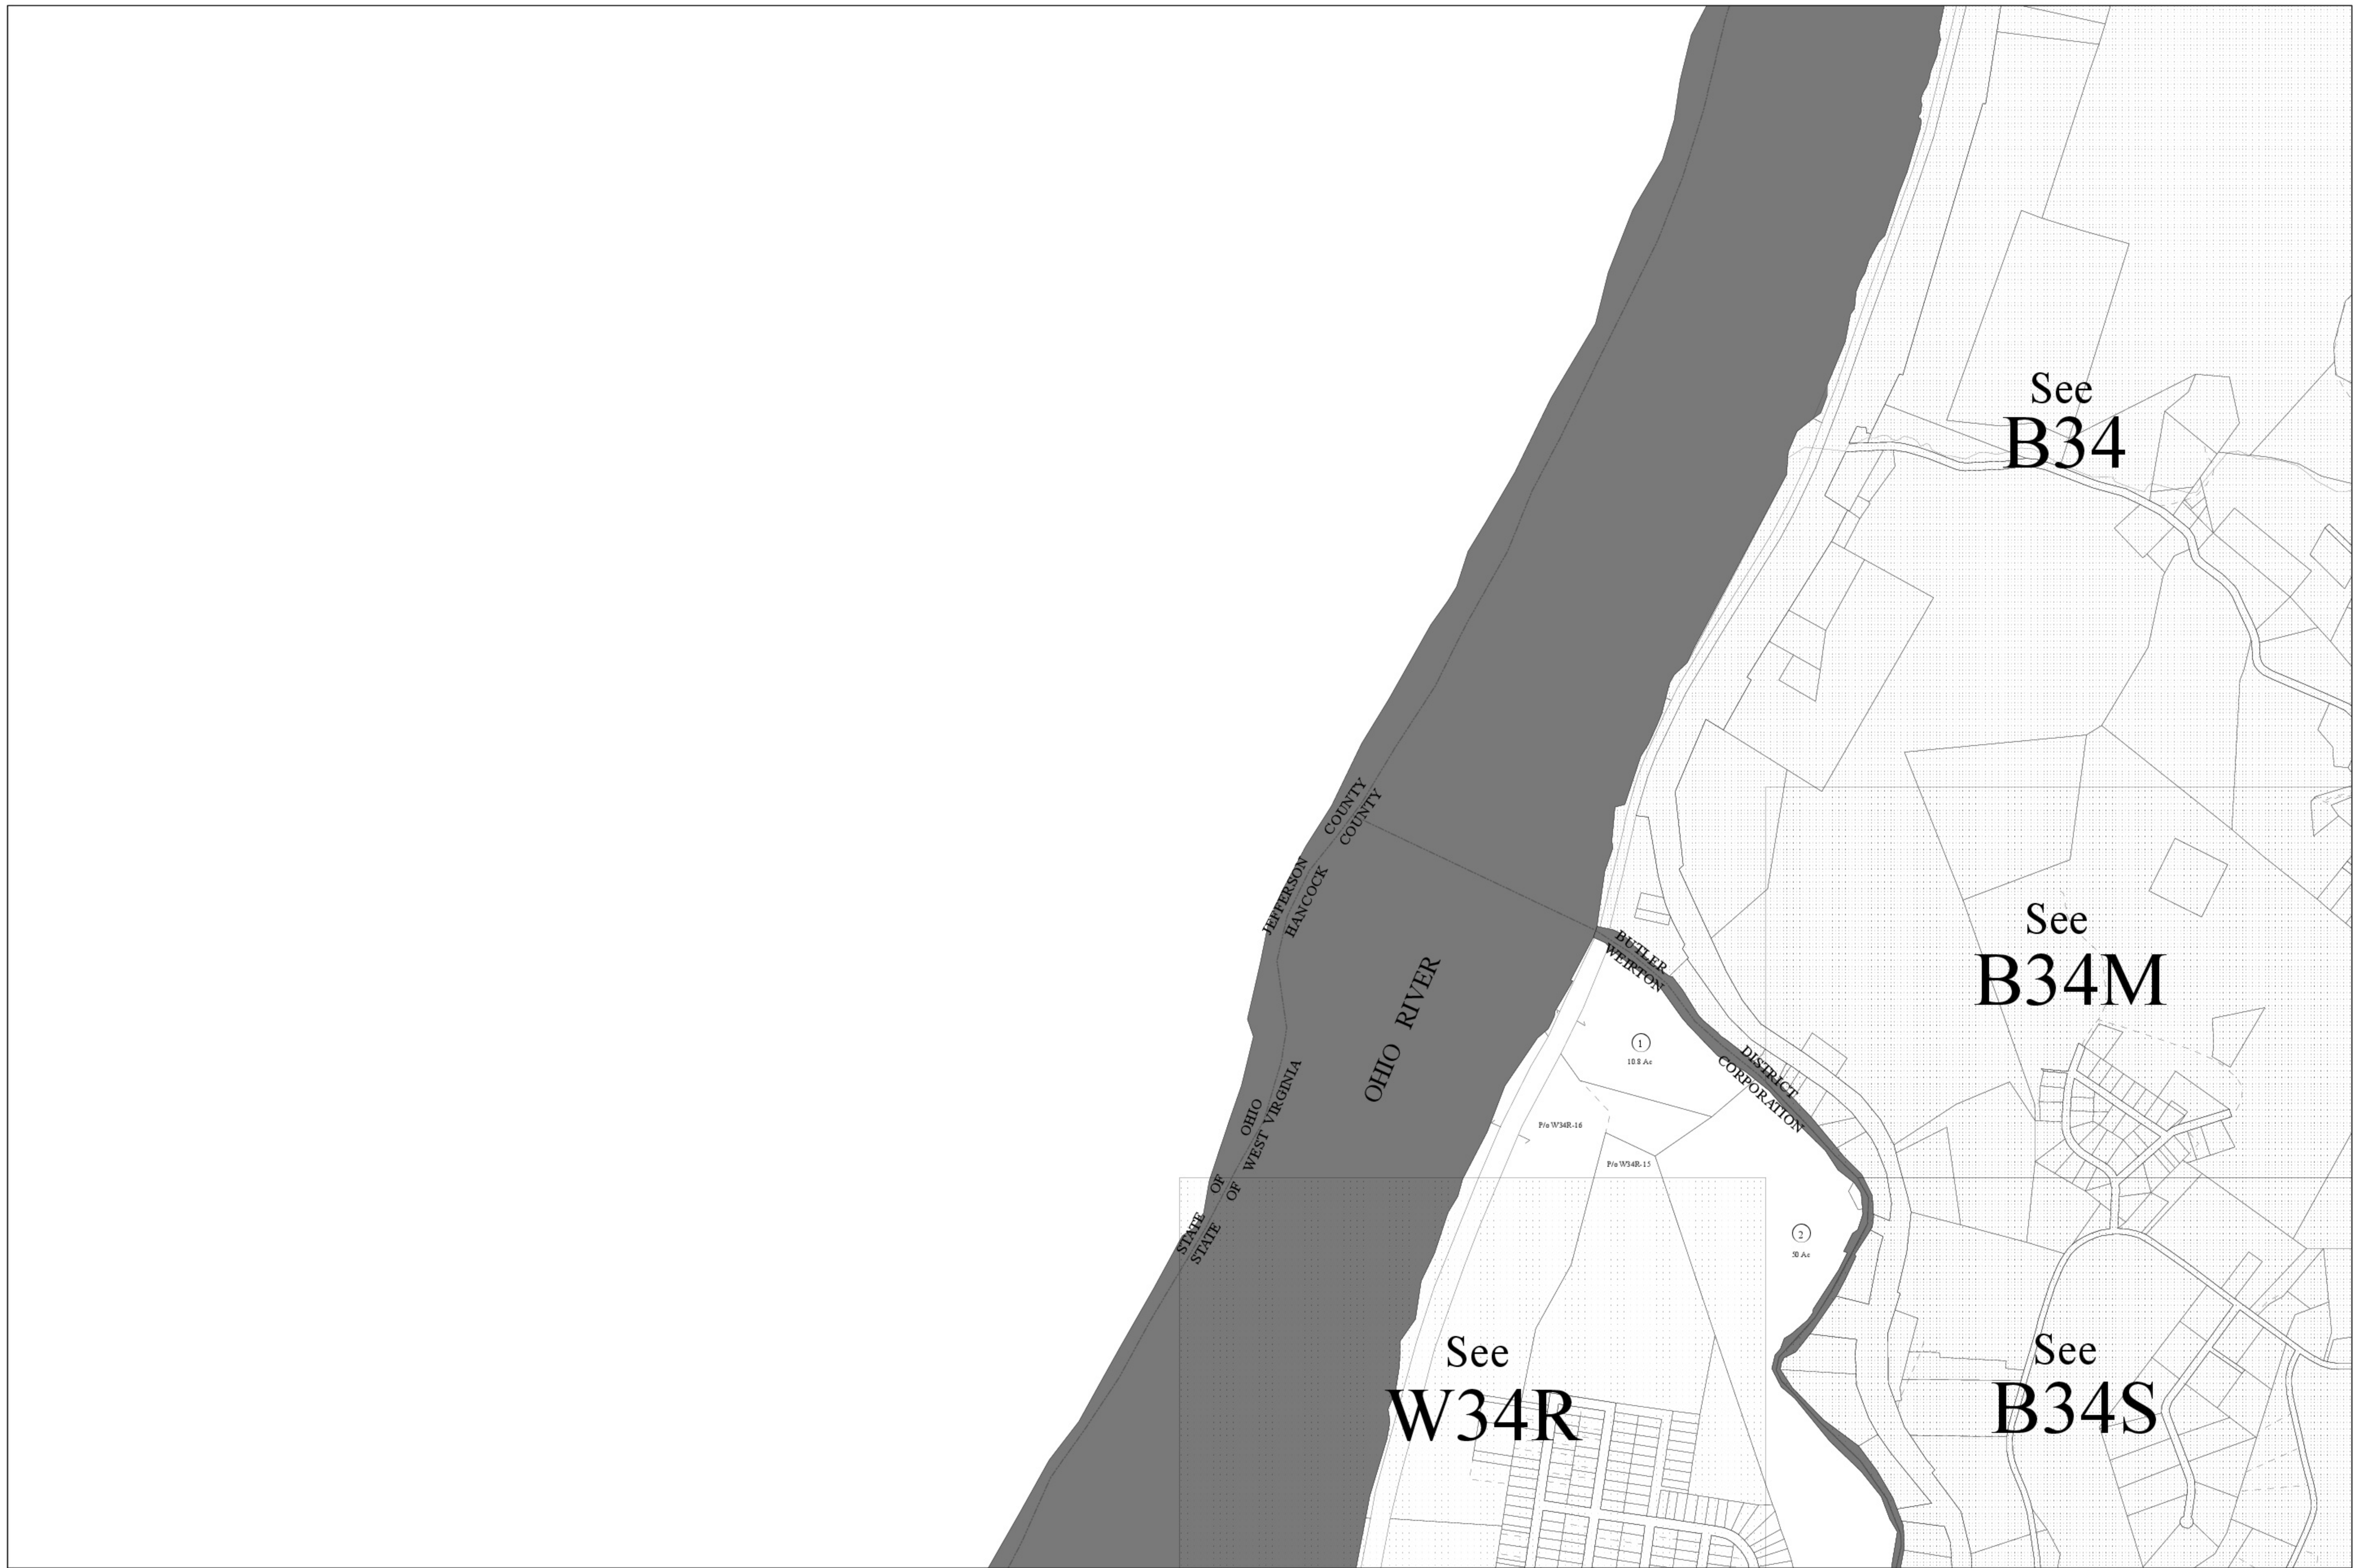 See
B34
JEFFERSON COUNTY
HANCOCK COUNTY
See
B34M
BUTLER DISTRICT
WEIRTON CORPORATION
OHIO RIVER
1
10.8 Ac
STATE OF OHIO
STATE OF WEST VIRGINIA
P/o W34R-16
P/o W34R-15
2
50 Ac
See
W34R
See
B34S